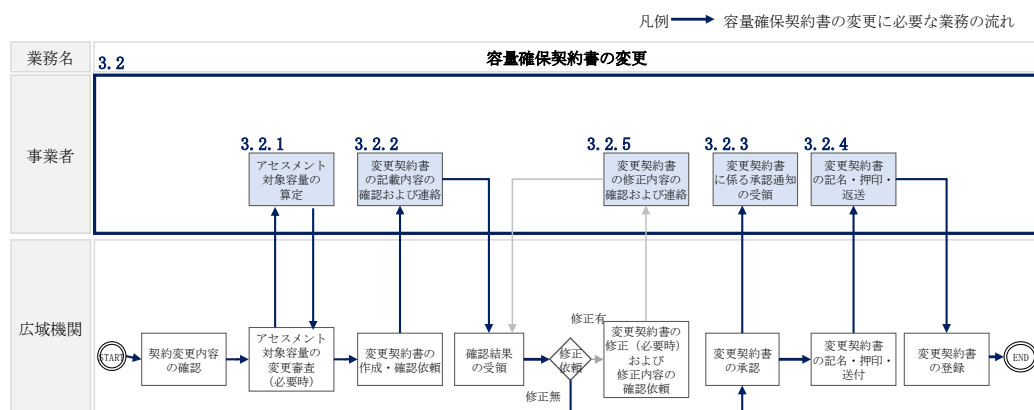 凡例 容量確保契約書の変更に必要な業務の流れ
業務名
3.2
容量確保契約書の変更
事業者
3.2.1
アセスメント
対象容量の
算定
3.2.2
変更契約書
の記載内容の
確認および連絡
3.2.5
変更契約書
の修正内容の
確認および連絡
3.2.3
変更契約書
に係る承認通知
の受領
3.2.4
変更契約書
の記名・押印・
返送
広域機関
START
契約変更内容
の確認
アセスメント
対象容量の
変更審査
(必要時)
変更契約書の
作成・確認依頼
確認結果
の受領
修正
依頼
修正有
修正無
変更契約書の
修正（必要時）
および
修正内容の
確認依頼
変更契約書
の承認
変更契約書
の記名・押印・
送付
変更契約書
の登録
END